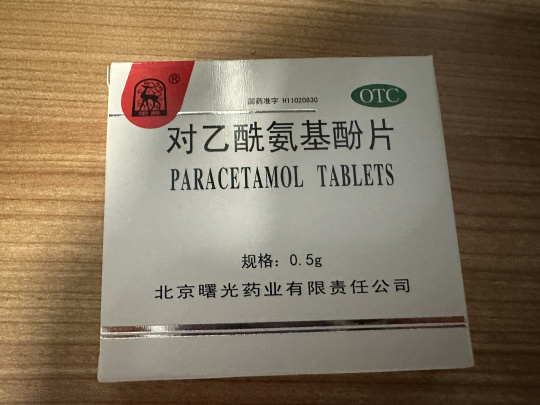 ®
国药准字 H11020830
OTC
对乙酰氨基酚片
PARACETAMOL TABLETS
规格：0.5g
北京曙光药业有限责任公司